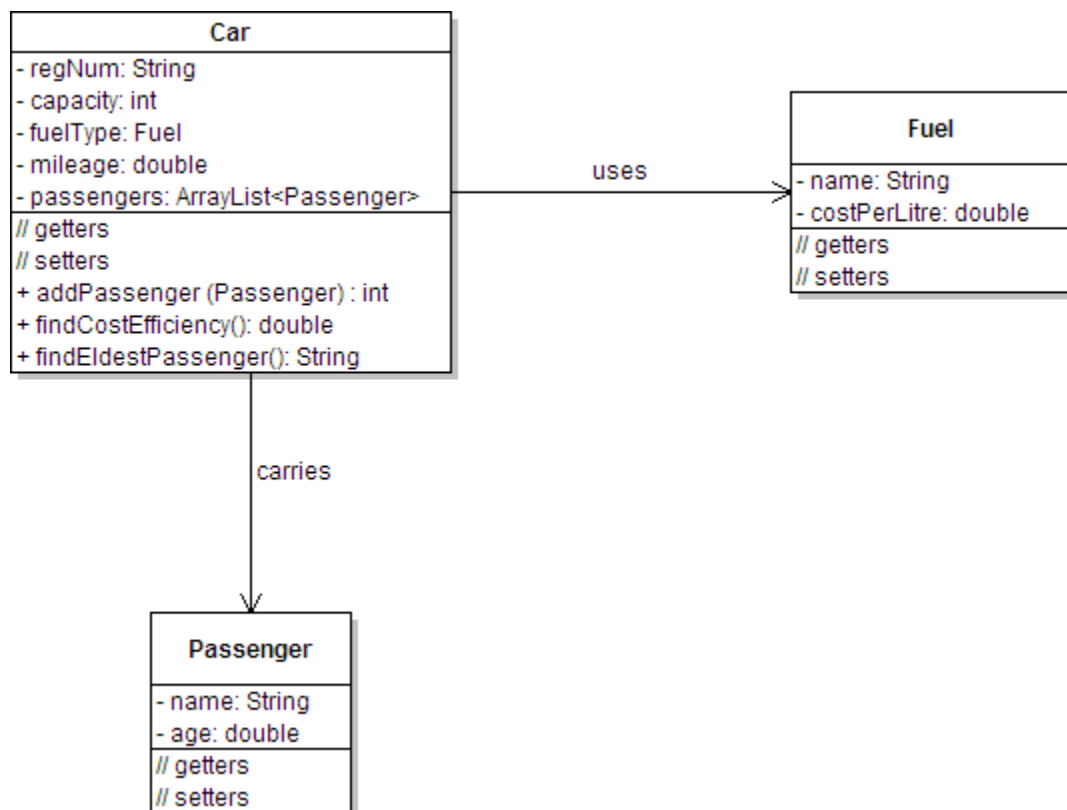 Car
- regNum: String
- capacity: int
- fuelType: Fuel
- mileage: double
- passengers: ArrayList<Passenger>
// getters
// setters
+ addPassenger (Passenger) : int
+ findCostEfficiency(): double
+ findEldestPassenger(): String
uses
Fuel
- name: String
- costPerLitre: double
// getters
// setters
carries
Passenger
- name: String
- age: double
// getters
// setters